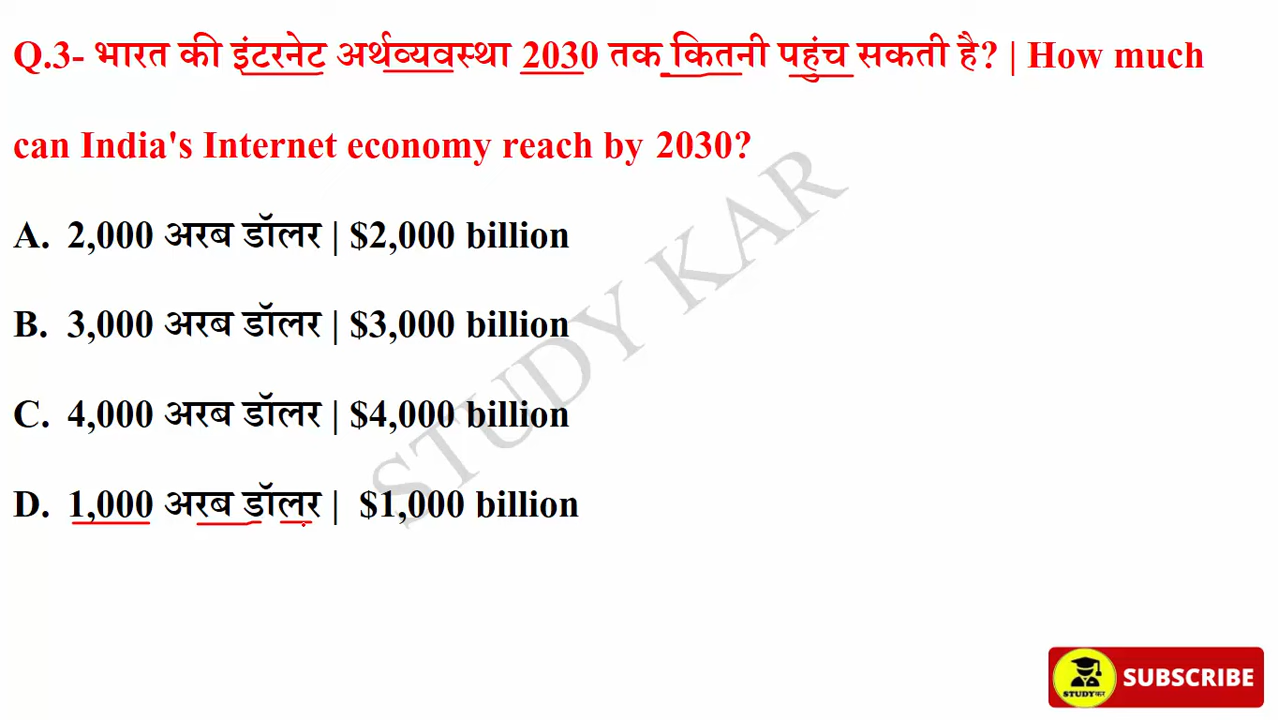 Q.3- भारत की इंटरनेट अर्थव्यवस्था 2030 तक कितनी पहुंच सकती है? | How much
can India's Internet economy reach by 2030?
A. 2,000 अरब डॉलर | $2,000 billion
B. 3,000 अरब डॉलर | $3,000 billion
C. 4,000 अरब डॉलर | $4,000 billion
D. 1,000 अरब डॉलर | $1,000 billion
STUDY KAR
STUDYकर
SUBSCRIBE